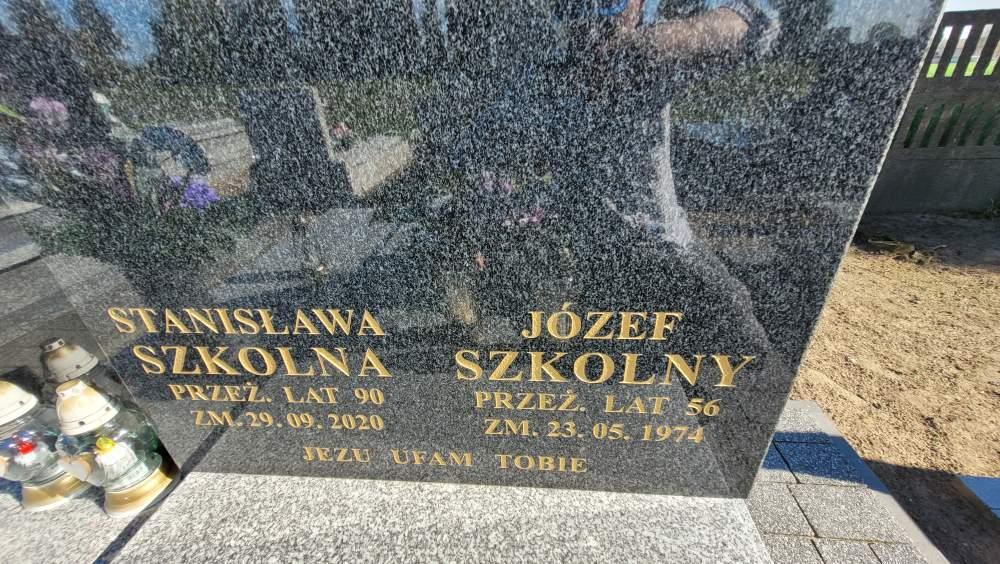 STANISŁAWA
SZKOLNA
PRZEŻ. LAT 90
ZM. 29. 09. 2020
JÓZEF
SZKOLNY
PRZEŻ. LAT 56
ZM. 23. 05. 1974
JEZU UFAM TOBIE